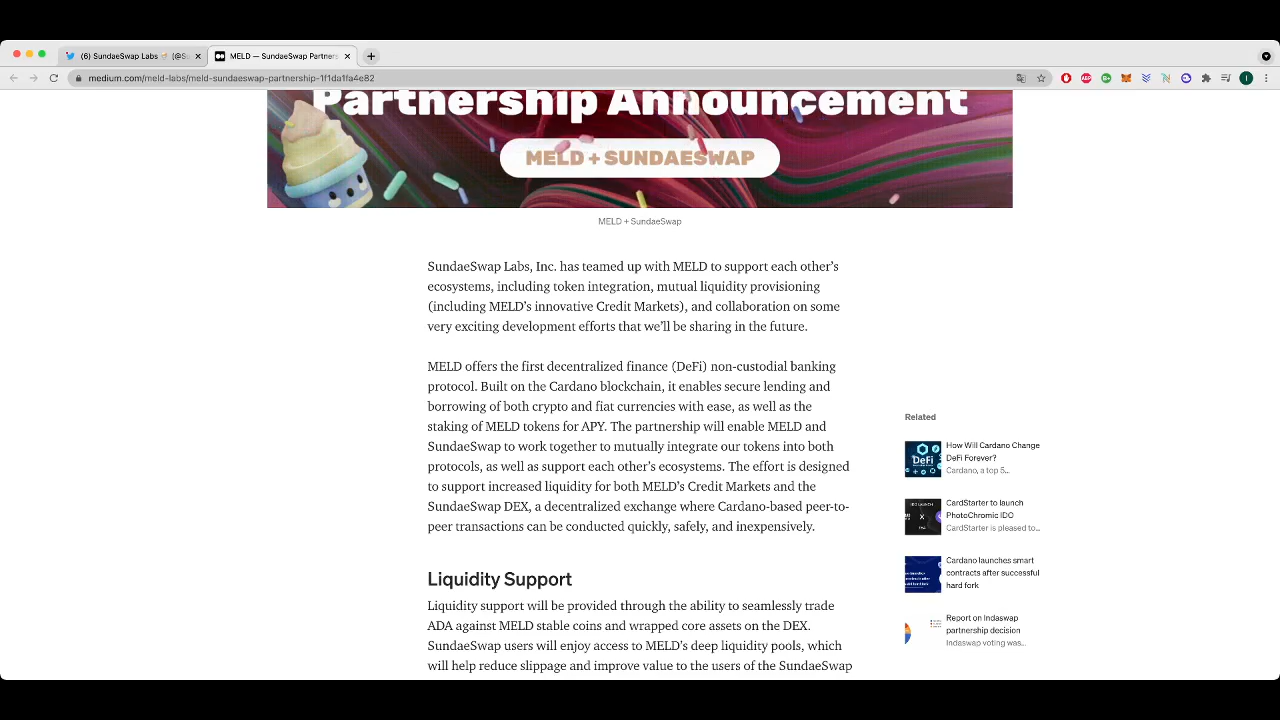 (6) SundaeSwap Labs 🍨 (@Su
MELD — SundaeSwap Partners
medium.com/meld-labs/meld-sundaeswap-partnership-1f1da1fa4e82
Partnership Announcement
MELD + SUNDAESWAP
MELD + SundaeSwap
SundaeSwap Labs, Inc. has teamed up with MELD to support each other’s
ecosystems, including token integration, mutual liquidity provisioning
(including MELD’s innovative Credit Markets), and collaboration on some
very exciting development efforts that we’ll be sharing in the future.
MELD offers the first decentralized finance (DeFi) non-custodial banking
protocol. Built on the Cardano blockchain, it enables secure lending and
borrowing of both crypto and fiat currencies with ease, as well as the
staking of MELD tokens for APY. The partnership will enable MELD and
SundaeSwap to work together to mutually integrate our tokens into both
protocols, as well as support each other’s ecosystems. The effort is designed
to support increased liquidity for both MELD’s Credit Markets and the
SundaeSwap DEX, a decentralized exchange where Cardano-based peer-to-
peer transactions can be conducted quickly, safely, and inexpensively.
Liquidity Support
Liquidity support will be provided through the ability to seamlessly trade
ADA against MELD stable coins and wrapped core assets on the DEX.
SundaeSwap users will enjoy access to MELD’s deep liquidity pools, which
will help reduce slippage and improve value to the users of the SundaeSwap
Related
DeFi
How Will Cardano Change
DeFi Forever?
Cardano, a top 5...
X
CardStarter to launch
PhotoChromic IDO
CardStarter is pleased to...
Cardano launches smart
contracts after successful
hard fork
Report on Indaswap
partnership decision
Indaswap voting was...